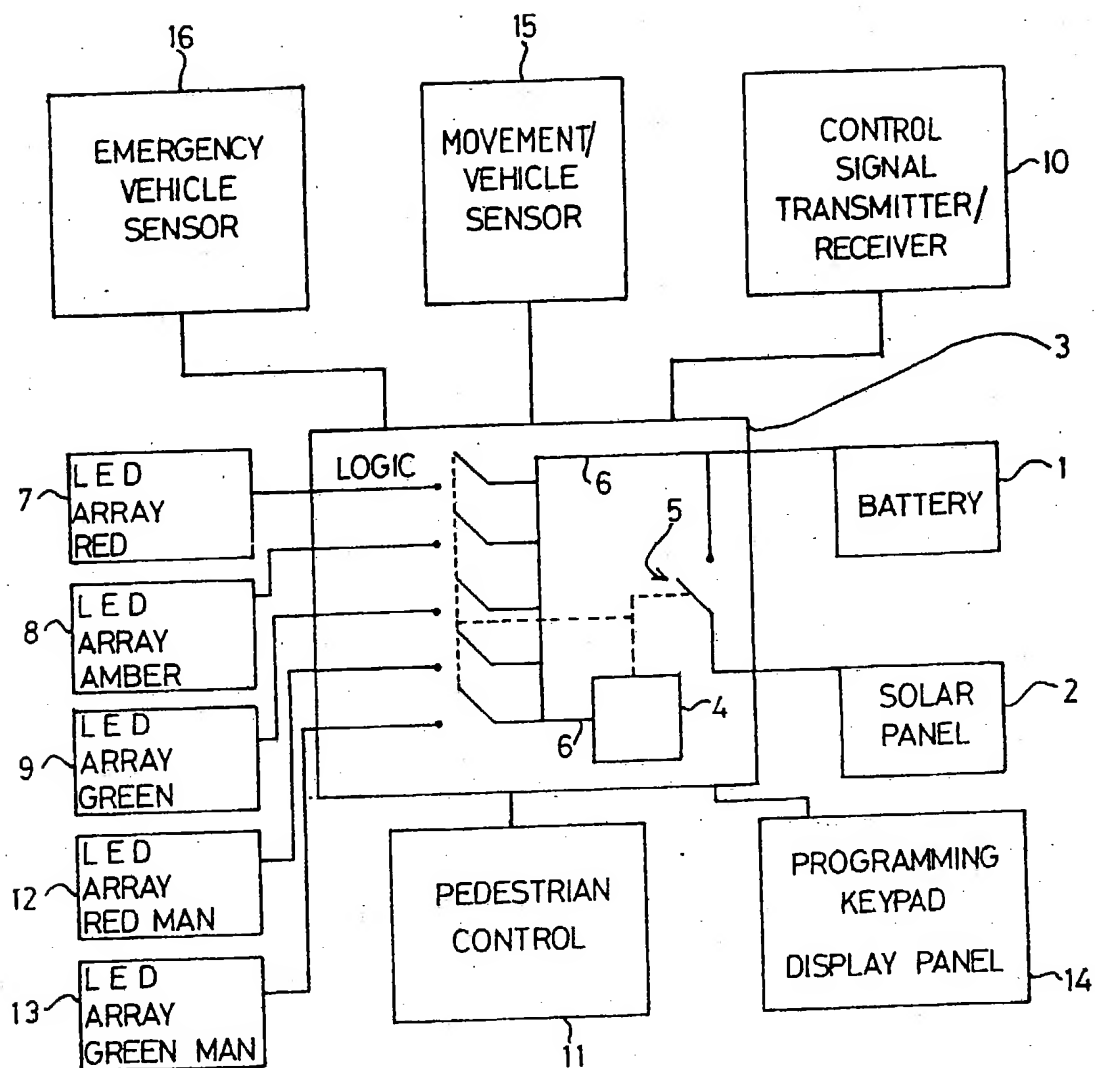 16
15
EMERGENCY
VEHICLE
SENSOR
MOVEMENT/
VEHICLE
SENSOR
CONTROL
SIGNAL
TRANSMITTER/
RECEIVER
10
3
LOGIC
7
LED
ARRAY
RED
6
BATTERY
1
5
8
LED
ARRAY
AMBER
9
LED
ARRAY
GREEN
6
4
SOLAR
PANEL
2
12
LED
ARRAY
RED MAN
13
LED
ARRAY
GREEN MAN
PEDESTRIAN
CONTROL
11
PROGRAMMING
KEYPAD
DISPLAY PANEL
14